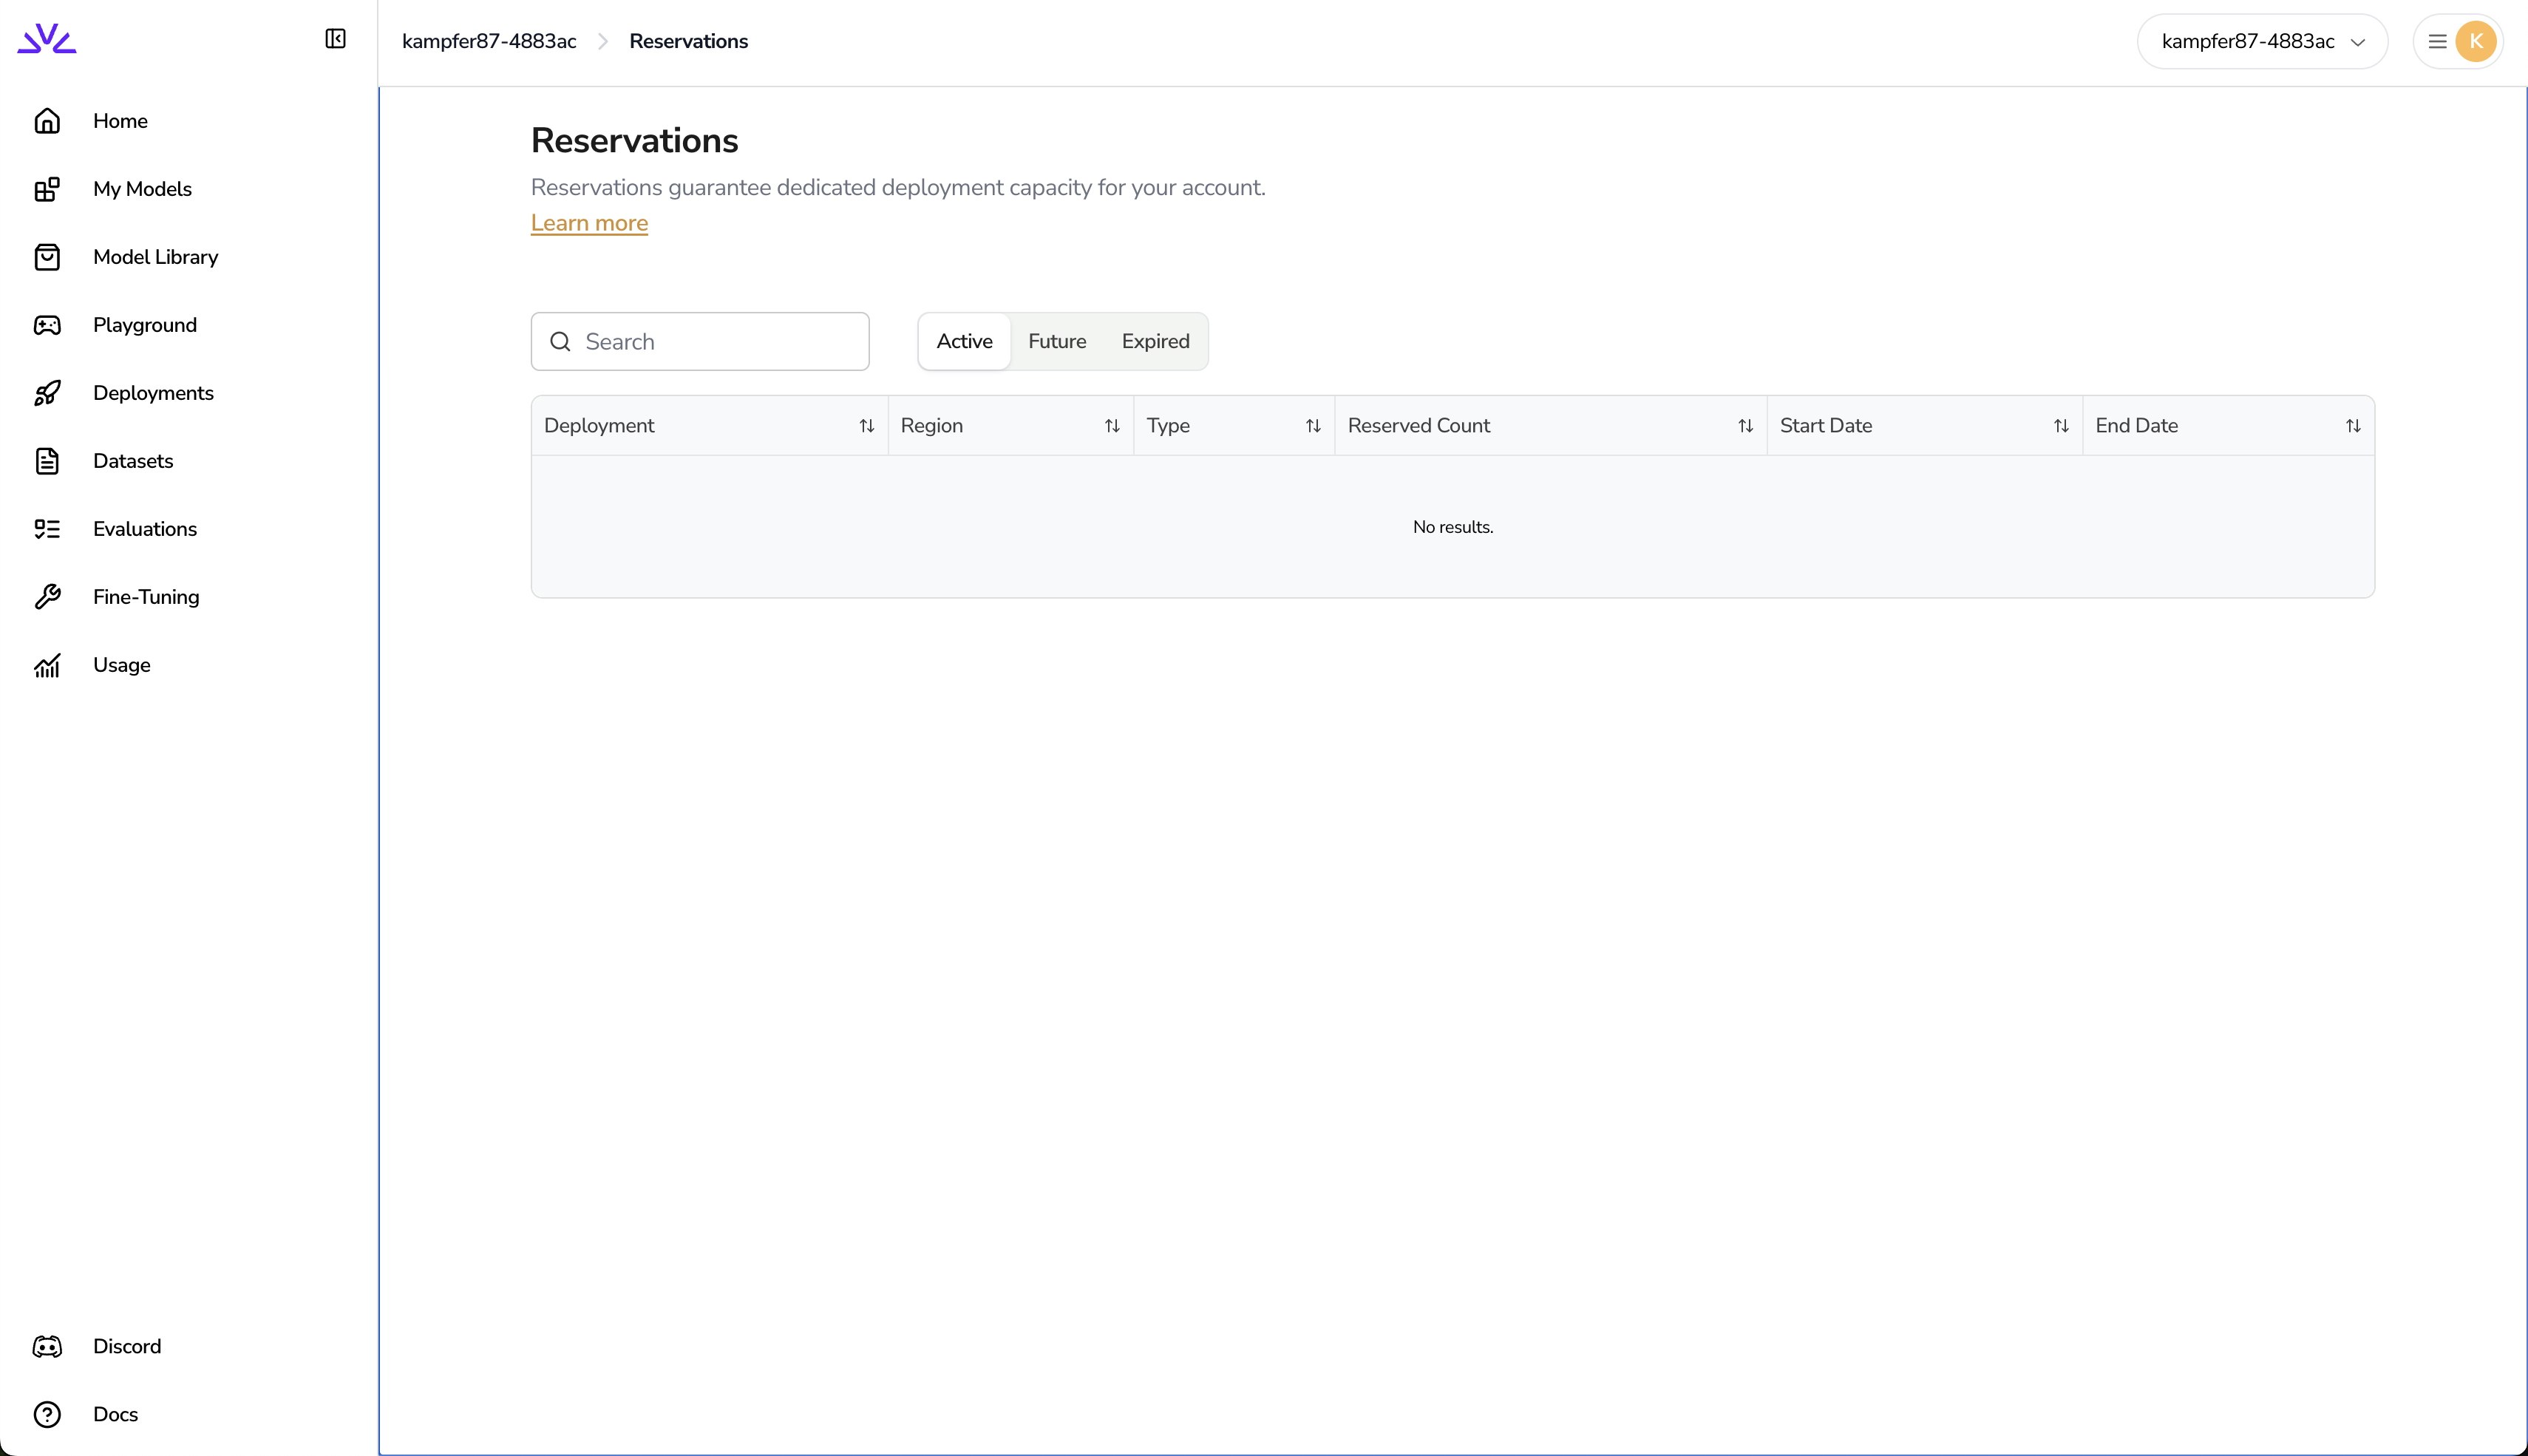 kampfer87-4883ac
Reservations
kampfer87-4883ac
K
Home
My Models
Model Library
Playground
Deployments
Datasets
Evaluations
Fine-Tuning
Usage
Discord
Docs
Reservations
Reservations guarantee dedicated deployment capacity for your account.
Learn more
Search
Active Future Expired
Deployment Region Type Reserved Count Start Date End Date
No results.